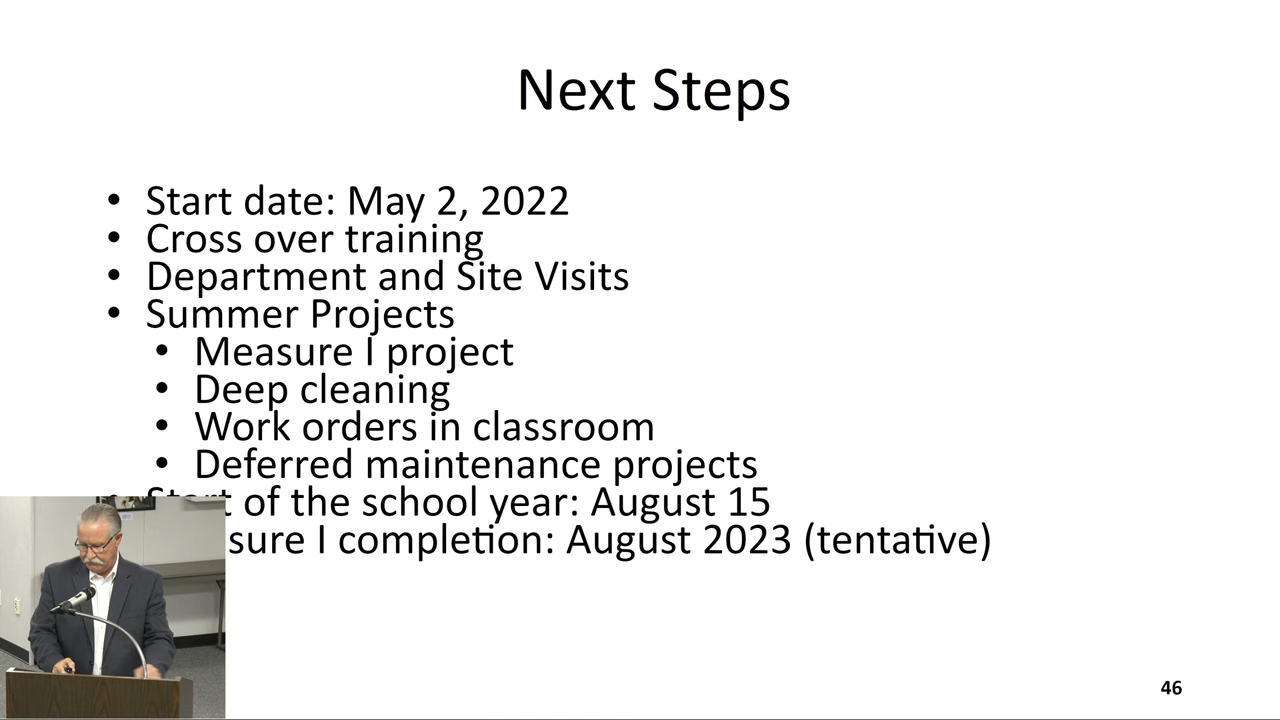 Next Steps
• Start date: May 2, 2022
• Cross over training
• Department and Site Visits
• Summer Projects
• Measure I project
• Deep cleaning
• Work orders in classroom
• Deferred maintenance projects
Start of the school year: August 15
sure I completion: August 2023 (tentative)
46